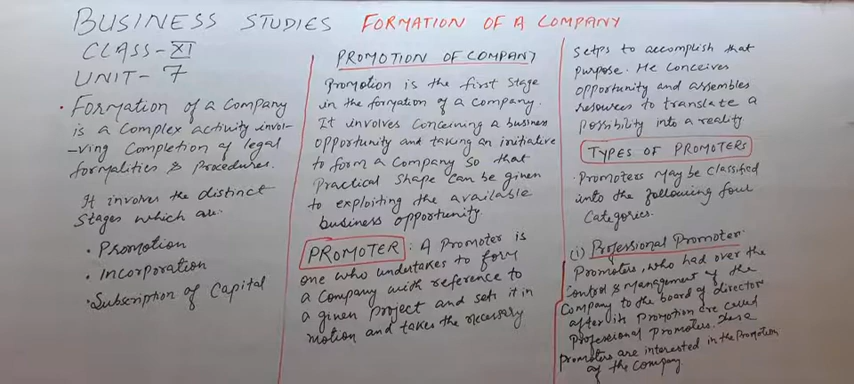 BUSINESS STUDIES FORMATION OF A COMPANY
CLASS-XI
UNIT-7
• Formation of a Company
is a Complex activity invol-
-ving Completion of legal
formalities & Procedures.
It involves the distinct
Stages which are.
• Promotion
• Incorporation
• Subscription of Capital
PROMOTION OF COMPANY
Promotion is the first Stage
in the formation of a company.
It involves Conceining a business
opportunity and taking an initiative
to form a Company so that
Practical Shape can be given
to exploiting the available
business opportunity.
PROMOTER : A Promoter is
one who undertakes to form
a Company with reference to
a given Project and sets it in
motion and takes the necessary
setps to accomplish that
purpose. He Conceives
opportunity and assembles
resources to translate a
Possibility into a reality
TYPES OF PROMOTERS
• Promoters may be classified
into the following four
Categories.
(i) Professional Promoter.
Promoters, who had over the
Control & Management of the
Company to the board of director
after its Promotion are called
Professional Promoters. These
promoters are interested in the Promotion
of the Company